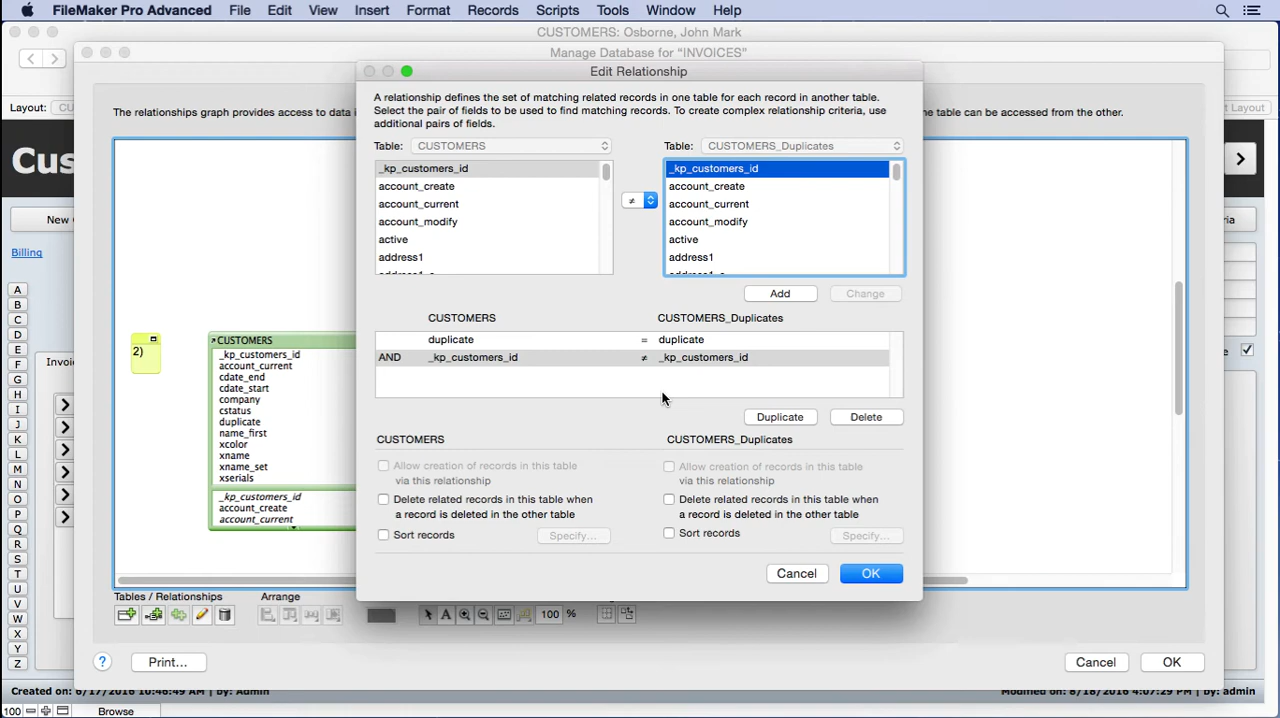 FileMaker Pro Advanced File Edit View Insert Format Records Scripts Tools Window Help
CUSTOMERS: Osborne, John Mark
Manage Database for “INVOICES”
Edit Relationship
Layout: CU
t Layout
The relationships graph provides access to data i
ne table can be accessed from the other.
A relationship defines the set of matching related records in one table for each record in another table.
Select the pair of fields to be used to find matching records. To create complex relationship Criteria, use
additional pairs of fields.
Table: CUSTOMERS
Table: CUSTOMERS_Duplicates
Cus
_kp_customers_id
account_create
account_current
account_modify
active
address1
≠
_kp_customers_id
account_create
account_current
account_modify
active
address1
New
ria
Billing
Add
Change
CUSTOMERS
CUSTOMERS_Duplicates
duplicate = duplicate
AND _kp_customers_id ≠ _kp_customers_id
Duplicate
Delete
A
B
C
D
E
F
G
H
I
J
K
L
M
N
O
P
Q
R
S
T
U
V
W
X
Y
Z
Invoi
2)
CUSTOMERS
_kp_customers_id
account_current
cdate_end
cdate_start
company
cstatus
duplicate
name_first
xcolor
xname
xname_set
xserials
_kp_customers_id
account_create
account_current
CUSTOMERS
CUSTOMERS_Duplicates
Allow creation of records in this table
via this relationship
Delete related records in this table when
a record is deleted in the other table
Sort records
Specify...
Allow creation of records in this table
via this relationship
Delete related records in this table when
a record is deleted in the other table
Sort records
Specify...
Cancel
OK
Tables / Relationships
Arrange
A
100 %
?
Print...
Cancel
OK
Created on: 6/17/2016 10:46:49 AM | by: Admin
Modified on: 6/18/2016 4:07:29 PM | by: admin
100
Browse